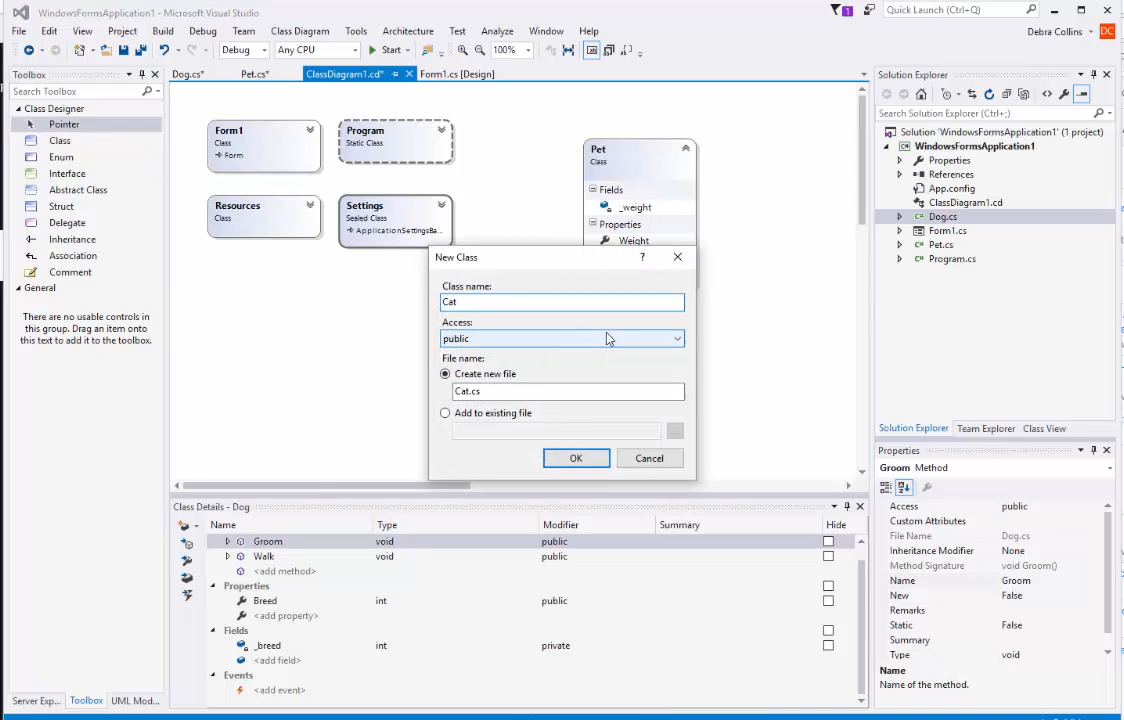 WindowsFormsApplication1 - Microsoft Visual Studio
1
Quick Launch (Ctrl+Q)
File Edit View Project Build Debug Team Class Diagram Tools Architecture Test Analyze Window Help
Debra Collins DC
Debug Any CPU Start 100%
Toolbox
Search Toolbox
Class Designer
Pointer
Class
Enum
Interface
Abstract Class
Struct
Delegate
Inheritance
Association
Comment
General
There are no usable controls in
this group. Drag an item onto
this text to add it to the toolbox.
Server Exp... Toolbox UML Mod...
Dog.cs* Pet.cs* ClassDiagram1.cd* Form1.cs [Design]
Form1
Class
Form
Program
Static Class
Resources
Class
Settings
Sealed Class
ApplicationSettingsBa...
Pet
Class
Fields
_weight
Properties
Weight
New Class
?
Class name:
Cat
Access:
public
File name:
Create new file
Cat.cs
Add to existing file
...
OK Cancel
Class Details - Dog
Name Type Modifier Summary Hide
Groom void public
Walk void public
<add method>
Properties
Breed int public
<add property>
Fields
_breed int private
<add field>
Events
<add event>
Solution Explorer
Search Solution Explorer (Ctrl+;)
Solution 'WindowsFormsApplication1' (1 project)
WindowsFormsApplication1
Properties
References
App.config
ClassDiagram1.cd
Dog.cs
Form1.cs
Pet.cs
Program.cs
Solution Explorer Team Explorer Class View
Properties
Groom Method
Access public
Custom Attributes
File Name Dog.cs
Inheritance Modifier None
Method Signature void Groom()
Name Groom
New False
Remarks
Static False
Summary
Type void
Name
Name of the method.